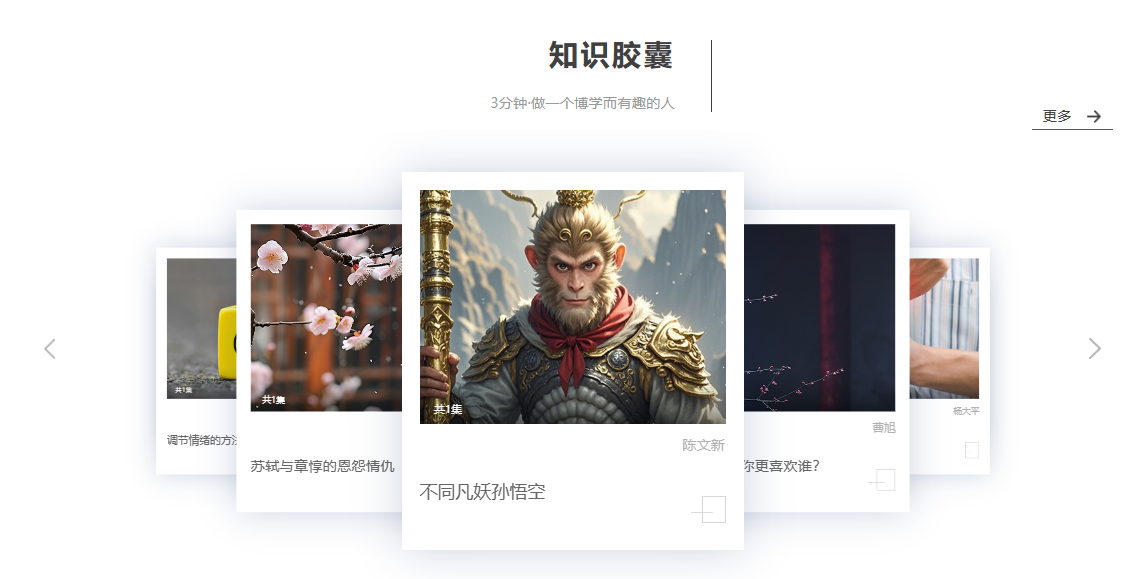 知识胶囊
3分钟·做一个博学而有趣的人
更多
共1集
调节情绪的方法
共1集
苏轼与章惇的恩怨情仇
共1集
陈文新
不同凡妖孙悟空
曹旭
你更喜欢谁?
杨大平